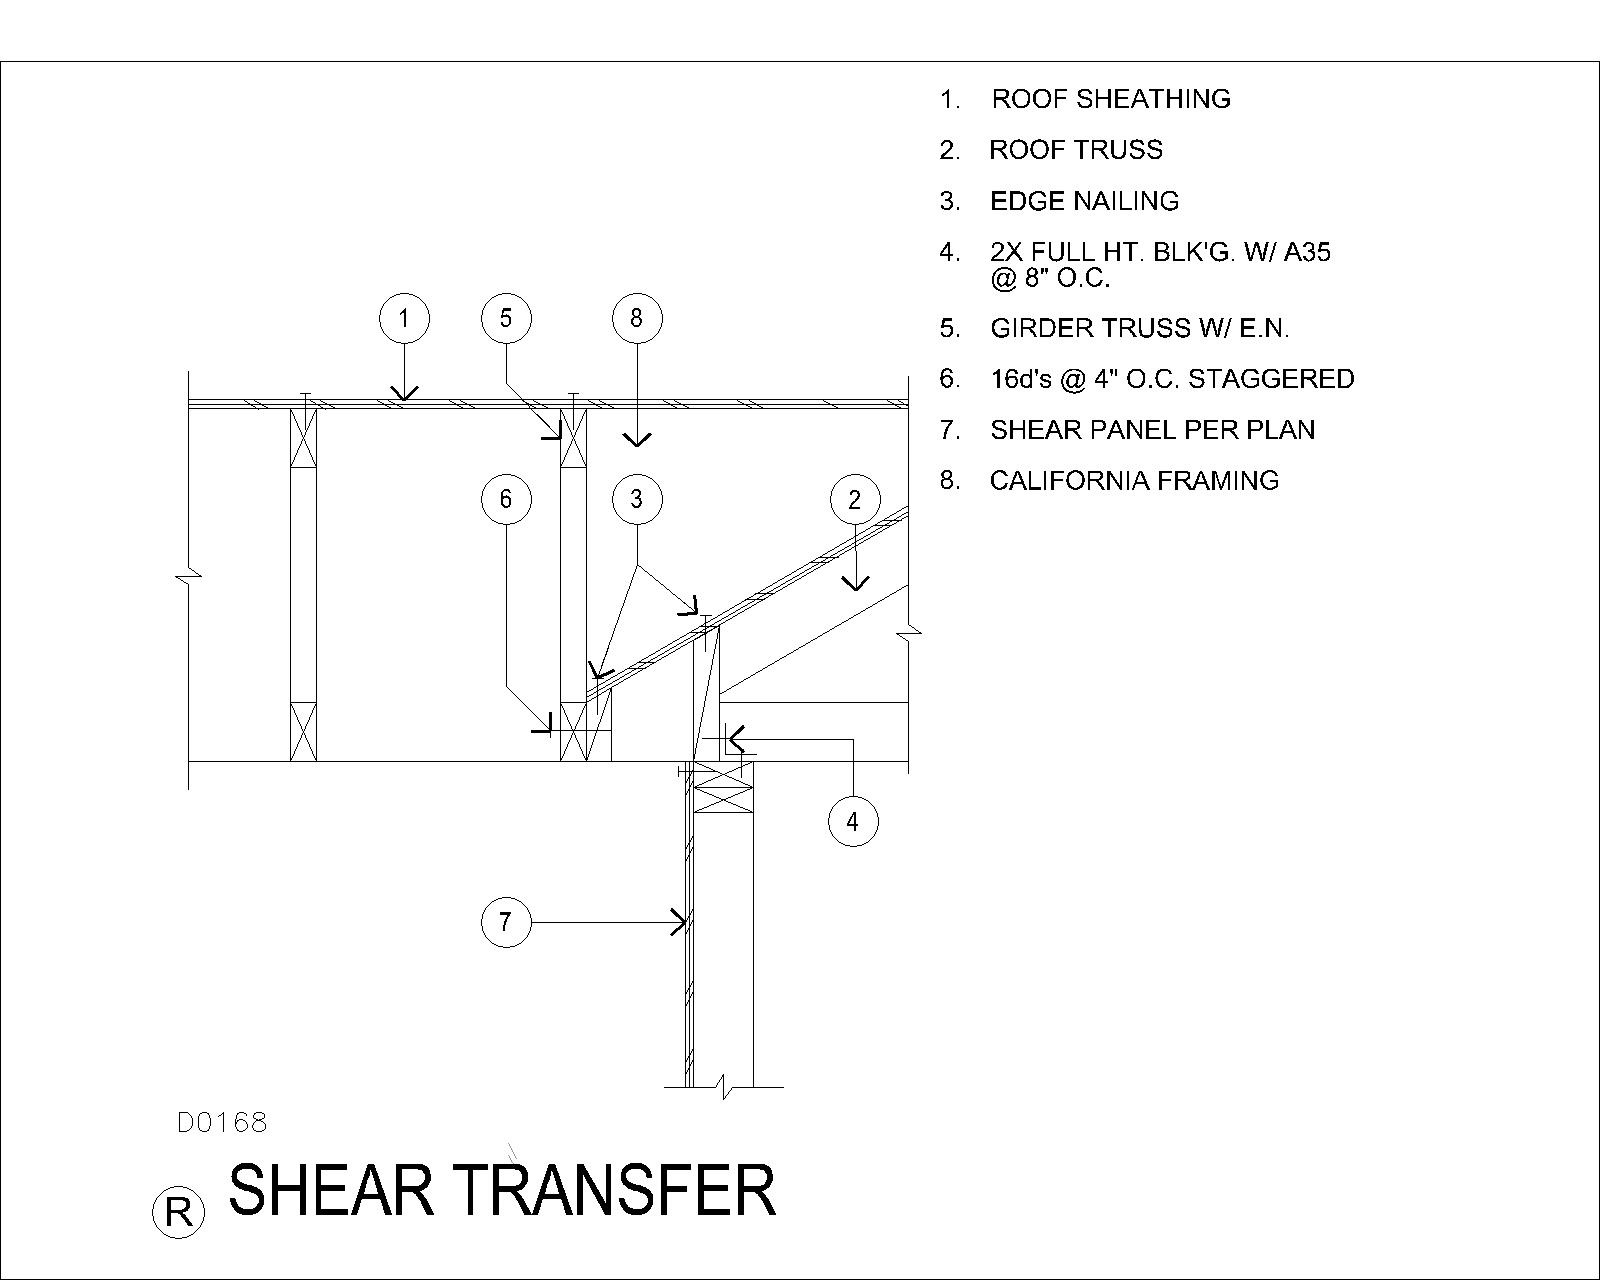 1. ROOF SHEATHING
2. ROOF TRUSS
3. EDGE NAILING
4. 2X FULL HT. BLK'G. W/ A35
@ 8" O.C.
5. GIRDER TRUSS W/ E.N.
6. 16d's @ 4" O.C. STAGGERED
7. SHEAR PANEL PER PLAN
8. CALIFORNIA FRAMING
1 5 8
6 3 2
4
7
D0168
R SHEAR TRANSFER